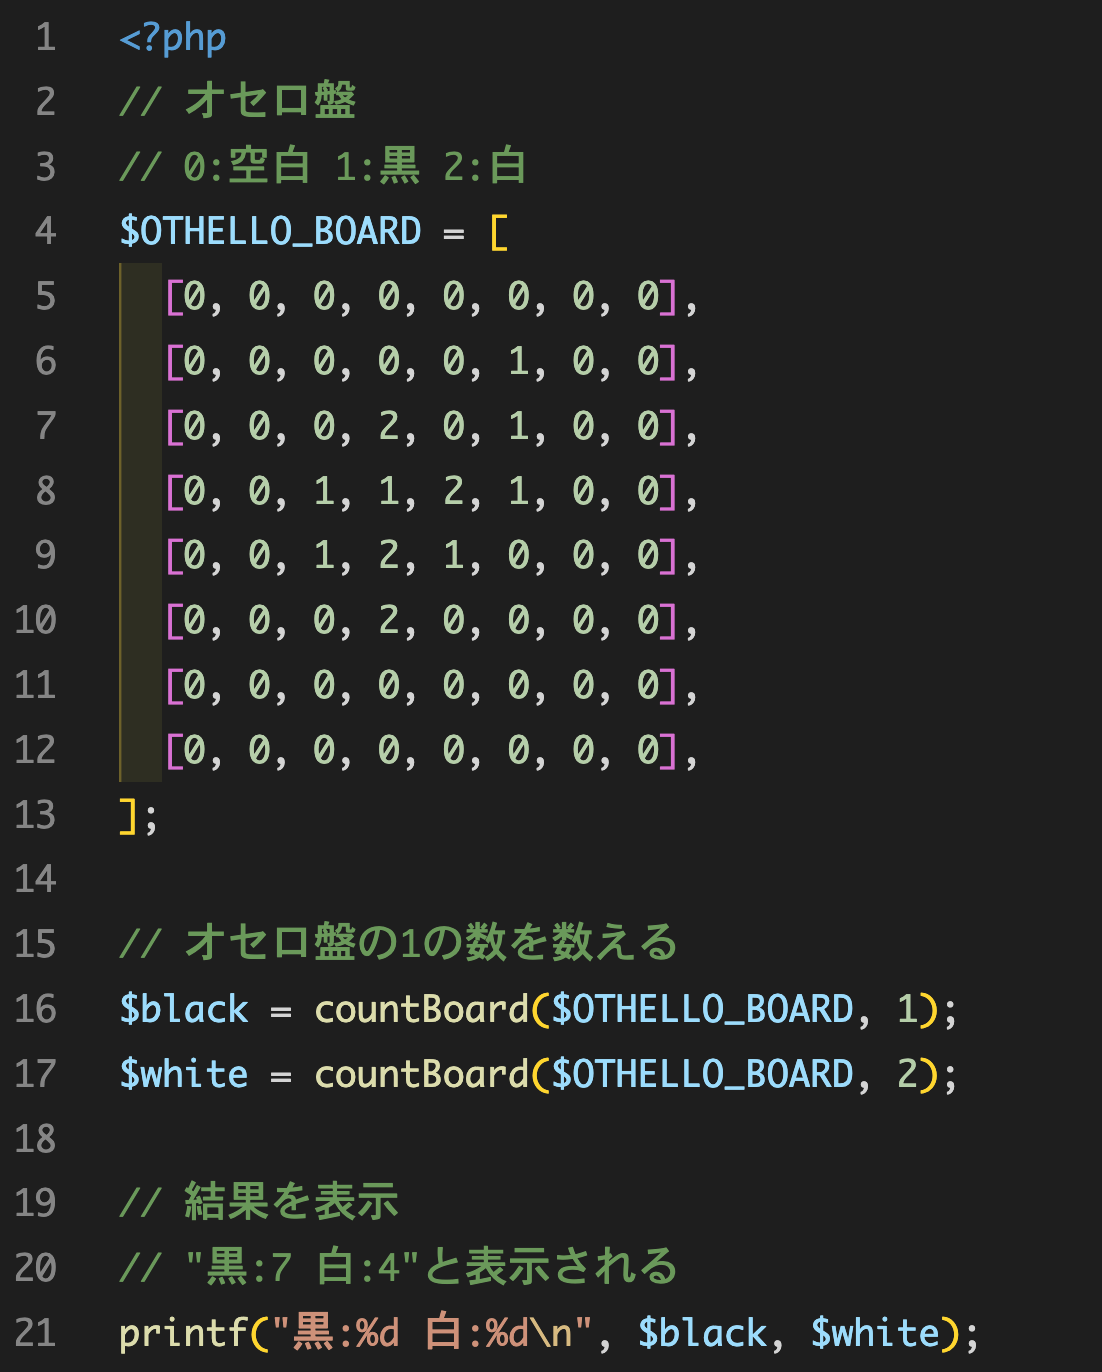 1 <?php
2 // オセロ盤
3 // 0:空白 1:黒 2:白
4 $OTHELLO_BOARD = [
5     [0, 0, 0, 0, 0, 0, 0, 0],
6     [0, 0, 0, 0, 0, 1, 0, 0],
7     [0, 0, 0, 2, 0, 1, 0, 0],
8     [0, 0, 1, 1, 2, 1, 0, 0],
9     [0, 0, 1, 2, 1, 0, 0, 0],
10     [0, 0, 0, 2, 0, 0, 0, 0],
11     [0, 0, 0, 0, 0, 0, 0, 0],
12     [0, 0, 0, 0, 0, 0, 0, 0],
13 ];
14
15 // オセロ盤の1の数を数える
16 $black = countBoard($OTHELLO_BOARD, 1);
17 $white = countBoard($OTHELLO_BOARD, 2);
18
19 // 結果を表示
20 // "黒:7 白:4"と表示される
21 printf("黒:%d 白:%d\n", $black, $white);